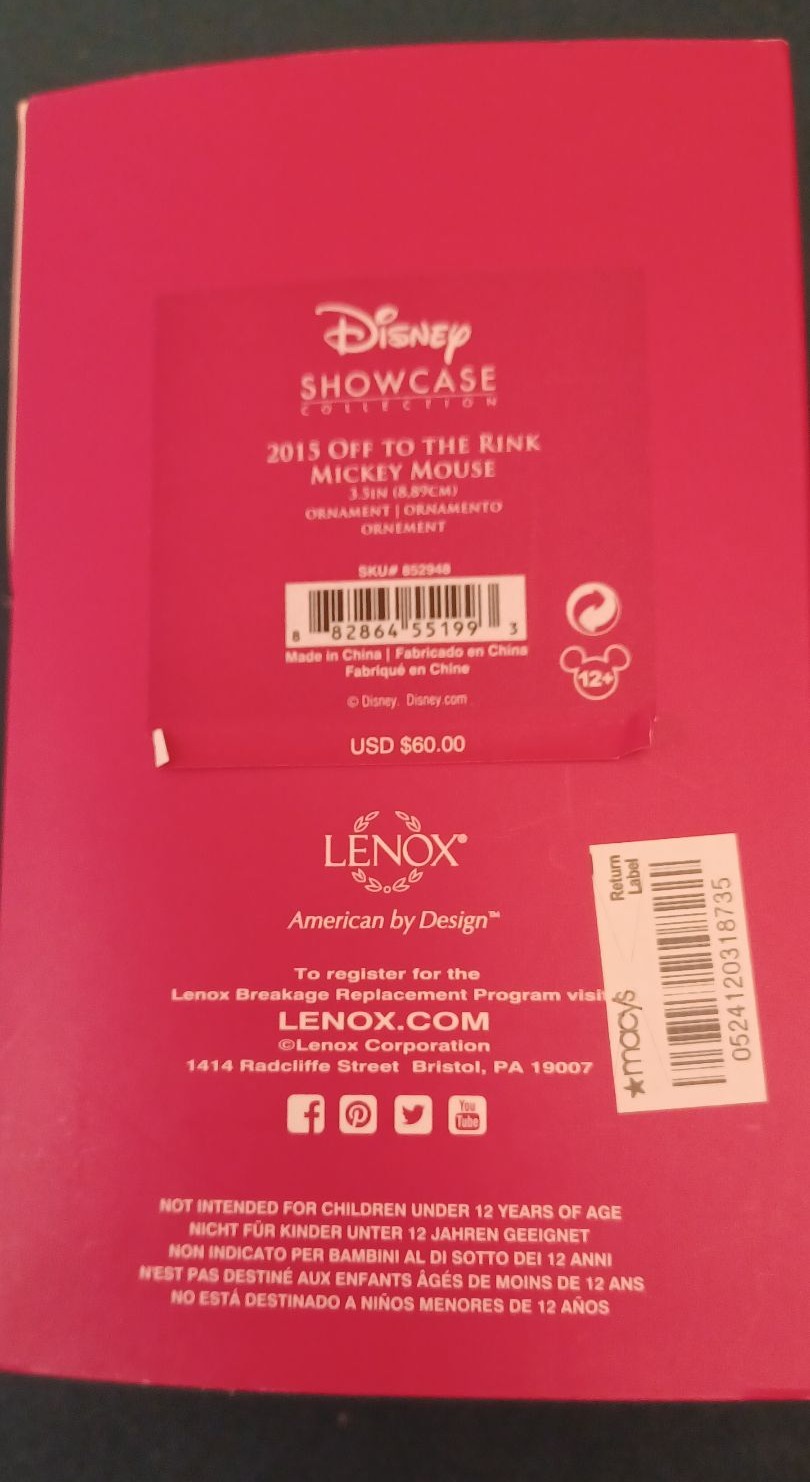 Disney
SHOWCASE
COLLECTION
2015 OFF TO THE RINK
MICKEY MOUSE
3.5IN (8.89CM)
ORNAMENT | ORNAMENTO
ORNEMENT
SKU# 852948
8 82864 55199 3
Made in China | Fabricado en China
Fabriqué en Chine
12+
© Disney. Disney.com
USD $60.00
LENOX®
American by Design™
To register for the
Lenox Breakage Replacement Program visi
LENOX.COM
©Lenox Corporation
1414 Radcliffe Street Bristol, PA 19007
You
Tube
★macy's
Return
Label
0524120318735
NOT INTENDED FOR CHILDREN UNDER 12 YEARS OF AGE
NICHT FÜR KINDER UNTER 12 JAHREN GEEIGNET
NON INDICATO PER BAMBINI AL DI SOTTO DEI 12 ANNI
N'EST PAS DESTINÉ AUX ENFANTS ÂGÉS DE MOINS DE 12 ANS
NO ESTÁ DESTINADO A NIÑOS MENORES DE 12 AÑOS